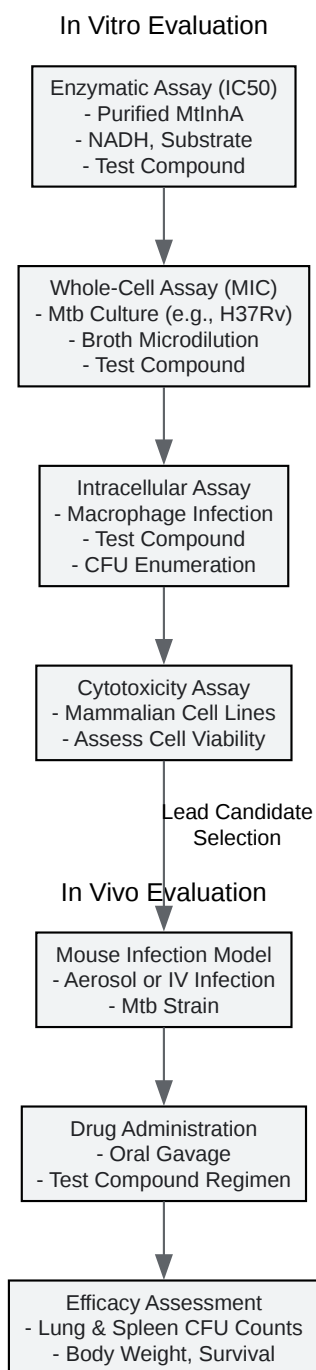 In Vitro Evaluation
Enzymatic Assay (IC50)
- Purified MtInhA
- NADH, Substrate
- Test Compound
Whole-Cell Assay (MIC)
- Mtb Culture (e.g., H37Rv)
- Broth Microdilution
- Test Compound
Intracellular Assay
- Macrophage Infection
- Test Compound
- CFU Enumeration
Cytotoxicity Assay
- Mammalian Cell Lines
- Assess Cell Viability
Lead Candidate
Selection
In Vivo Evaluation
Mouse Infection Model
- Aerosol or IV Infection
- Mtb Strain
Drug Administration
- Oral Gavage
- Test Compound Regimen
Efficacy Assessment
- Lung & Spleen CFU Counts
- Body Weight, Survival